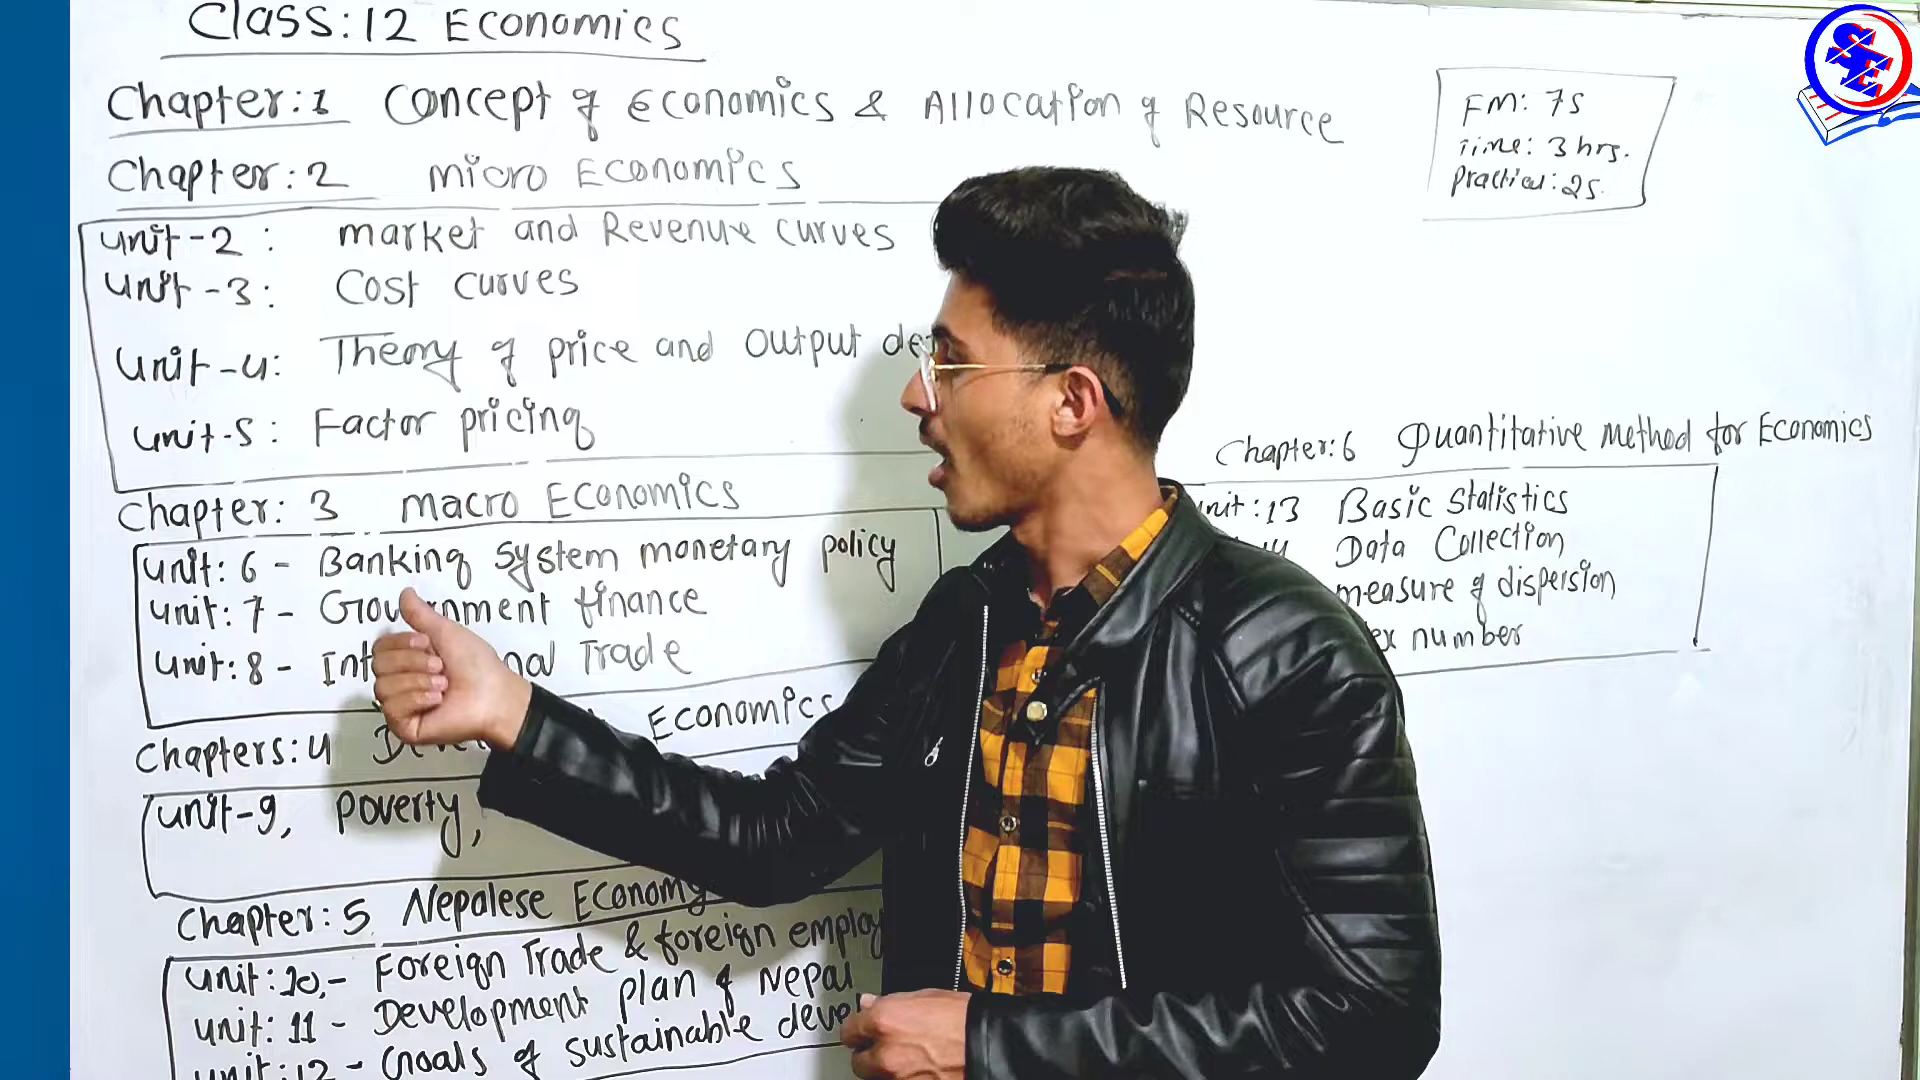 Class:12 Economics
Chapter:1 Concept of Economics & Allocation of Resource
Chapter:2 micro Economics
unit-2: market and Revenue curves
unit-3: Cost curves
unit-4: Theory of price and output
unit-5: Factor pricing
Chapter: 3 macro Economics
unit: 6 - Banking system monetary policy
unit: 7 - Government finance
unit: 8 - Trade
Chapters: 4 Economics
unit-9, poverty,
Chapter: 5. Nepalese Economy
unit:10.- Foreign Trade & foreign
unit: 11 - Development plan of Nepal
unit:12 - Goals of sustainable
FM: 75
Time: 3 hrs.
practical: 25.
Chapter:6 Quantitative Method for Economics
unit:13 Basic Statistics
Data Collection
measure of dispersion
number